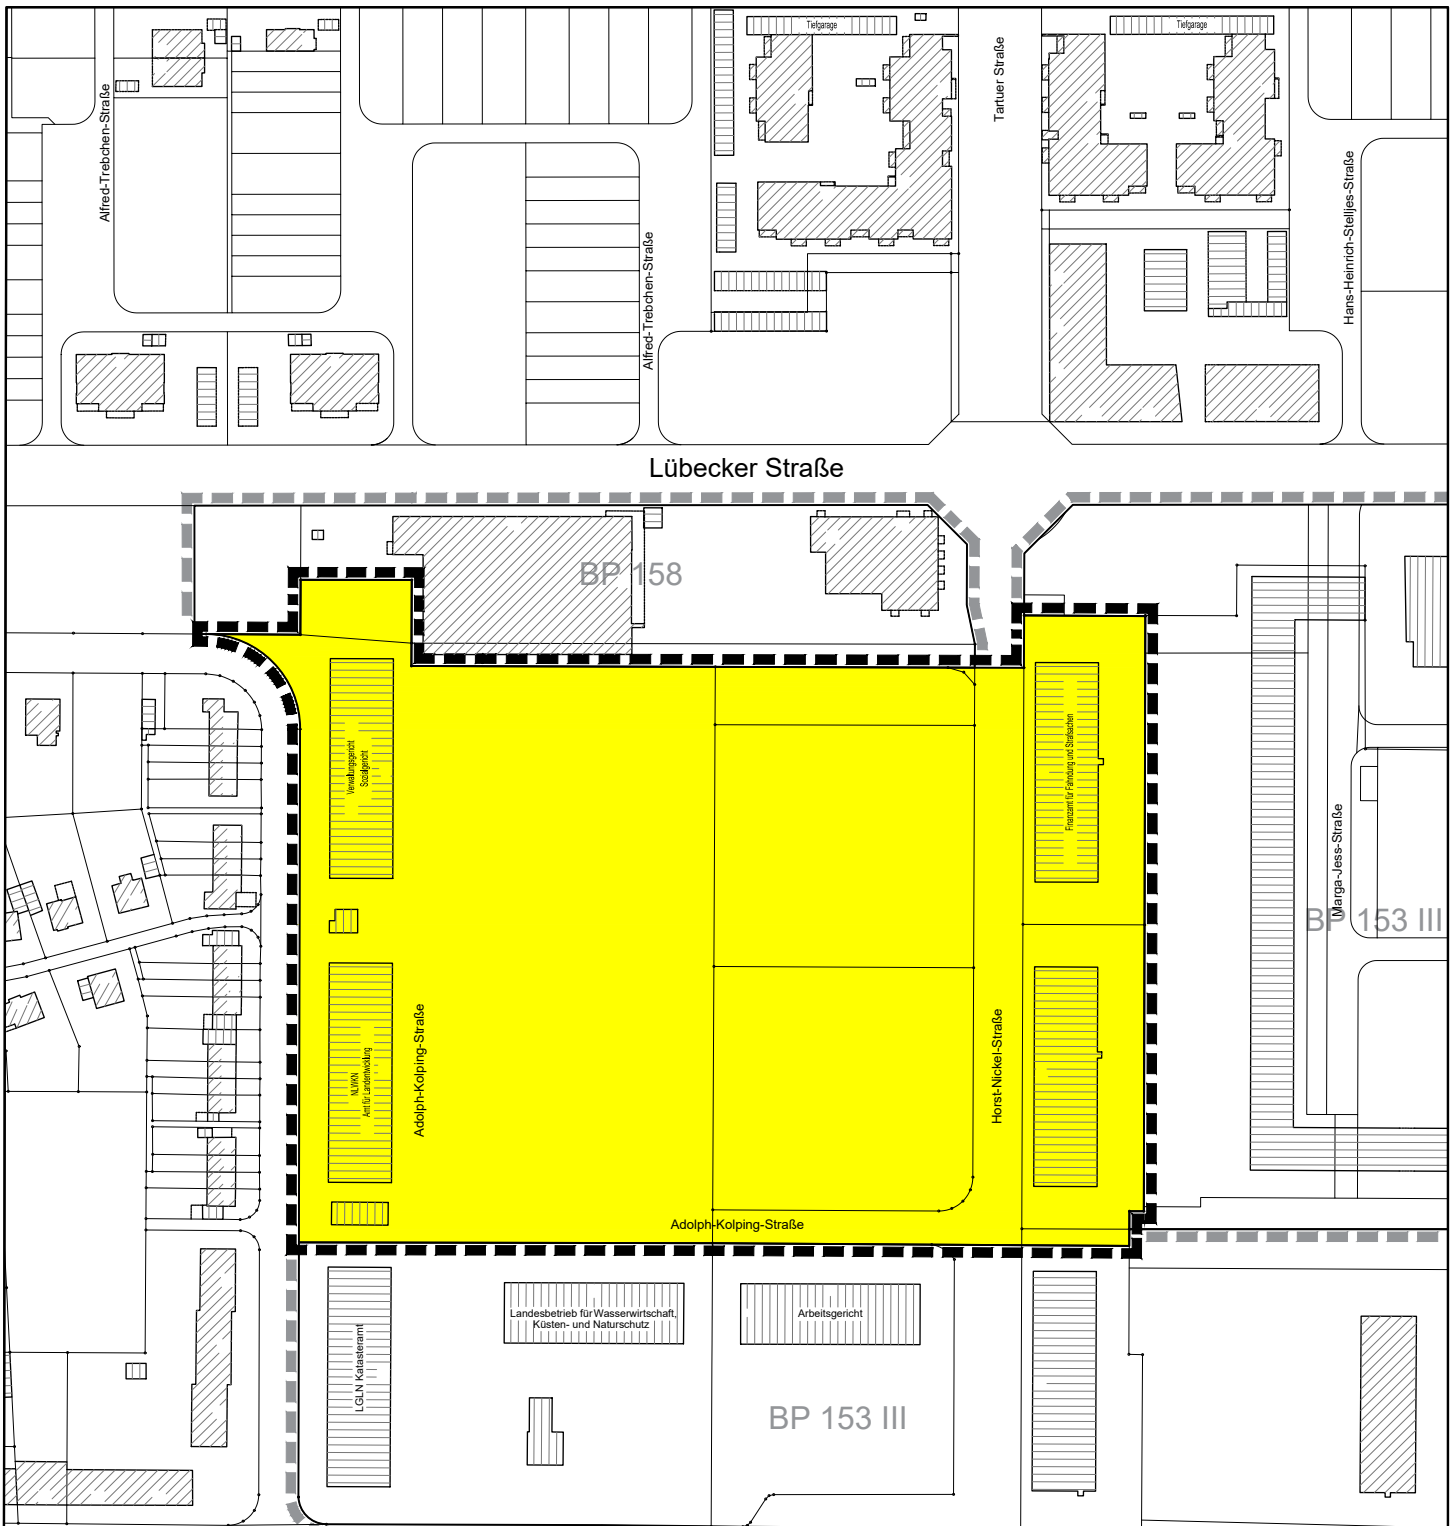 Tiefgarage
Tiefgarage
Tartuer Straße
Alfred-Trebchen-Straße
Hans-Heinrich-Stelljes-Straße
Alfred-Trebchen-Straße
Lübecker Straße
BP 158
Verwaltungsgericht
Sozialgericht
Finanzamt für Fahndung und Strafsachen
Marga-Jess-Straße
BP 153 III
NLWKN
Amt für Landentwicklung
Adolph-Kolping-Straße
Horst-Nickel-Straße
Adolph-Kolping-Straße
Landesbetrieb für Wasserwirtschaft,
Küsten- und Naturschutz
Arbeitsgericht
LGLN Katasteramt
BP 153 III